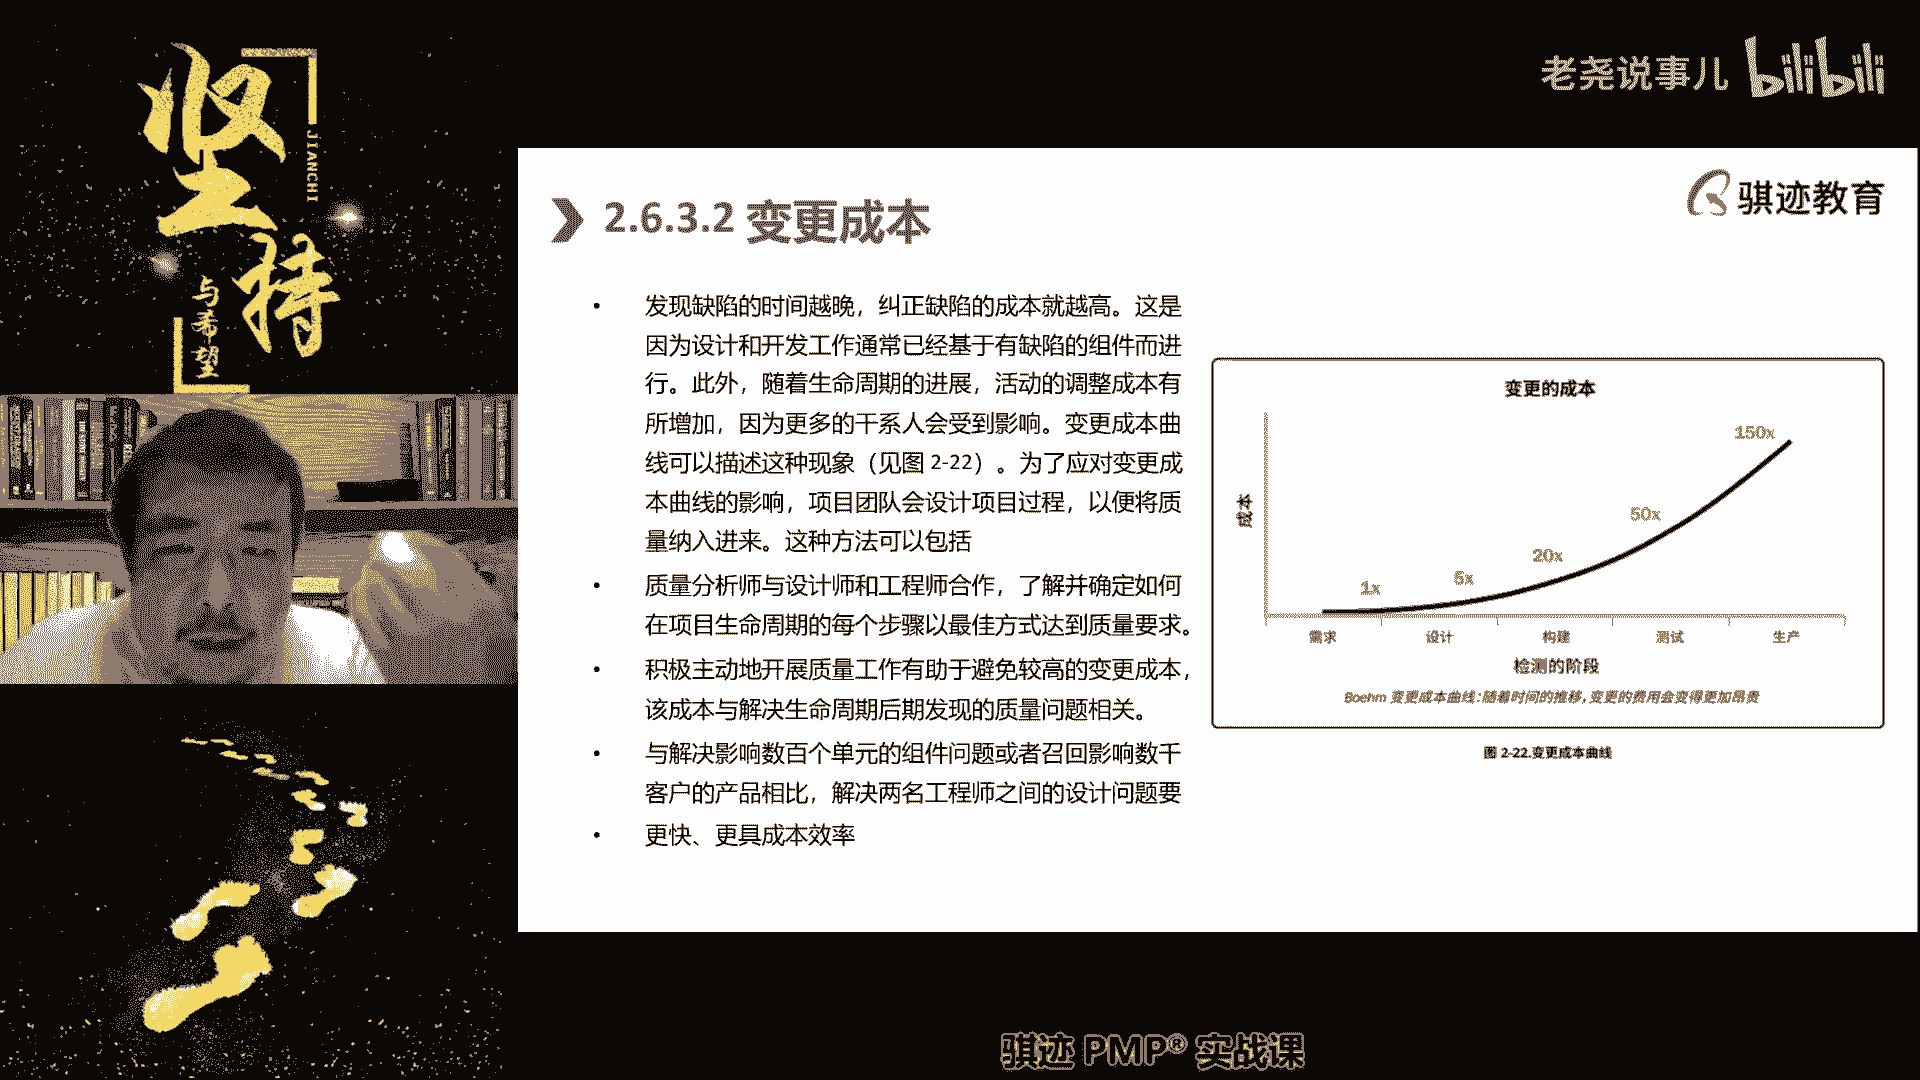 坚持
JIANCHI
与希望
老尧说事儿 bilibili
骐迹教育
2.6.3.2 变更成本
• 发现缺陷的时间越晚，纠正缺陷的成本就越高。这是
因为设计和开发工作通常已经基于有缺陷的组件而进
行。此外，随着生命周期的进展，活动的调整成本有
所增加，因为更多的干系人会受到影响。变更成本曲
线可以描述这种现象（见图 2-22）。为了应对变更成
本曲线的影响，项目团队会设计项目过程，以便将质
量纳入进来。这种方法可以包括
• 质量分析师与设计师和工程师合作，了解并确定如何
在项目生命周期的每个步骤以最佳方式达到质量要求。
• 积极主动地开展质量工作有助于避免较高的变更成本，
该成本与解决生命周期后期发现的质量问题相关。
• 与解决影响数百个单元的组件问题或者召回影响数千
客户的产品相比，解决两名工程师之间的设计问题要
• 更快、更具成本效率
变更的成本
成本
1x
5x
20x
50x
150x
需求 设计 构建 测试 生产
检测的阶段
Boehm 变更成本曲线：随着时间的推移，变更的费用会变得更加昂贵
图 2-22.变更成本曲线
骐迹 PMP® 实战课